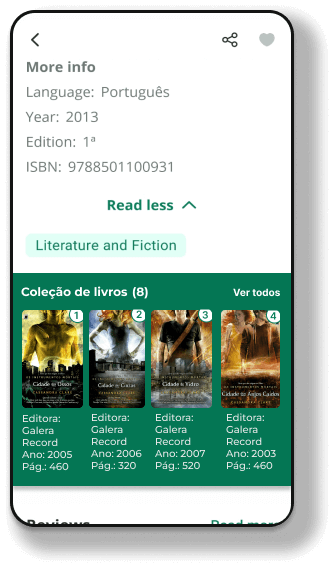 More info
Language: Português
Year: 2013
Edition: 1ª
ISBN: 9788501100931
Read less
Literature and Fiction
Coleção de livros (8)
Ver todos
1
2
3
4
Cidade dos Ossos
CASSANDRA CLARE
Cidade das Cinzas
CASSANDRA CLARE
Cidade de Vidro
CASSANDRA CLARE
Cidade dos Anjos Caídos
CASSANDRA CLARE
Editora:
Galera
Record
Ano: 2005
Pág.: 460
Editora:
Galera
Record
Ano: 2006
Pág.: 320
Editora:
Galera
Record
Ano: 2007
Pág.: 520
Editora:
Galera
Record
Ano: 2003
Pág.: 460
Reviews
Read more